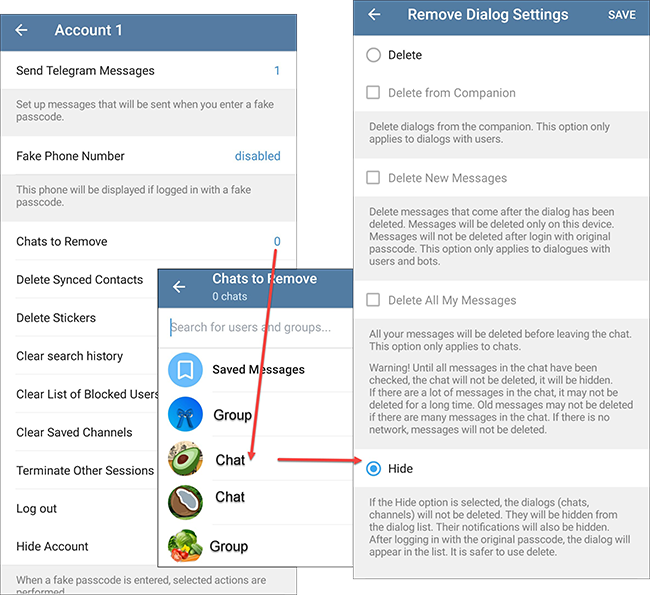 Account 1
Send Telegram Messages 1
Set up messages that will be sent when you enter a fake
passcode.
Fake Phone Number disabled
This phone will be displayed if logged in with a fake
passcode.
Chats to Remove 0
Delete Synced Contacts
Delete Stickers
Clear search history
Clear List of Blocked Users
Clear Saved Channels
Terminate Other Sessions
Log out
Hide Account
When a fake passcode is entered, selected actions are
performed
Chats to Remove
0 chats
Search for users and groups...
Saved Messages
Group
Chat
Chat
Group
Remove Dialog Settings SAVE
Delete
Delete from Companion
Delete dialogs from the companion. This option only
applies to dialogs with users.
Delete New Messages
Delete messages that come after the dialog has been
deleted. Messages will be deleted only on this device.
Messages will not be deleted after login with original
passcode. This option only applies to dialogues with
users and bots.
Delete All My Messages
All your messages will be deleted before leaving the chat.
This option only applies to chats.
Warning! Until all messages in the chat have been
checked, the chat will not be deleted, it will be hidden.
If there are a lot of messages in the chat, it may not be
deleted for a long time. Old messages may not be deleted
if there are many messages in the chat. If there is no
network, messages will not be deleted.
Hide
If the Hide option is selected, the dialogs (chats,
channels) will not be deleted. They will be hidden from
the dialog list. Their notifications will also be hidden.
After logging in with the original passcode, the dialog will
appear in the list. It is safer to use delete.